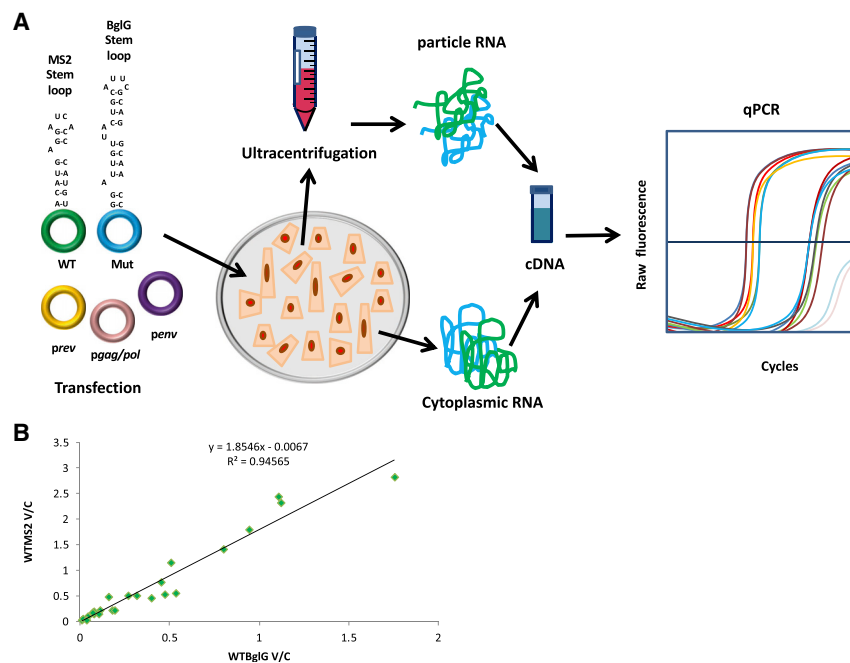 A
MS2
Stem
loop
U C
A A
G-C
G-C
A
G-C
U-A
A-U
C-G
A-U
WT
BglG
Stem
loop
U U
A C
C-G
G-C
U-A
C-G
A
U
U-G
G-C
U-A
U-A
A
G-C
G-C
Mut
prev
pgag/pol
penv
Transfection
Ultracentrifugation
particle RNA
Cytoplasmic RNA
cDNA
qPCR
Raw fluorescence
Cycles
B
y = 1.8546x - 0.0067
R² = 0.94565
WTMS2 V/C
3.5
3
2.5
2
1.5
1
0.5
0
0
0.5
1
1.5
2
WTBglG V/C